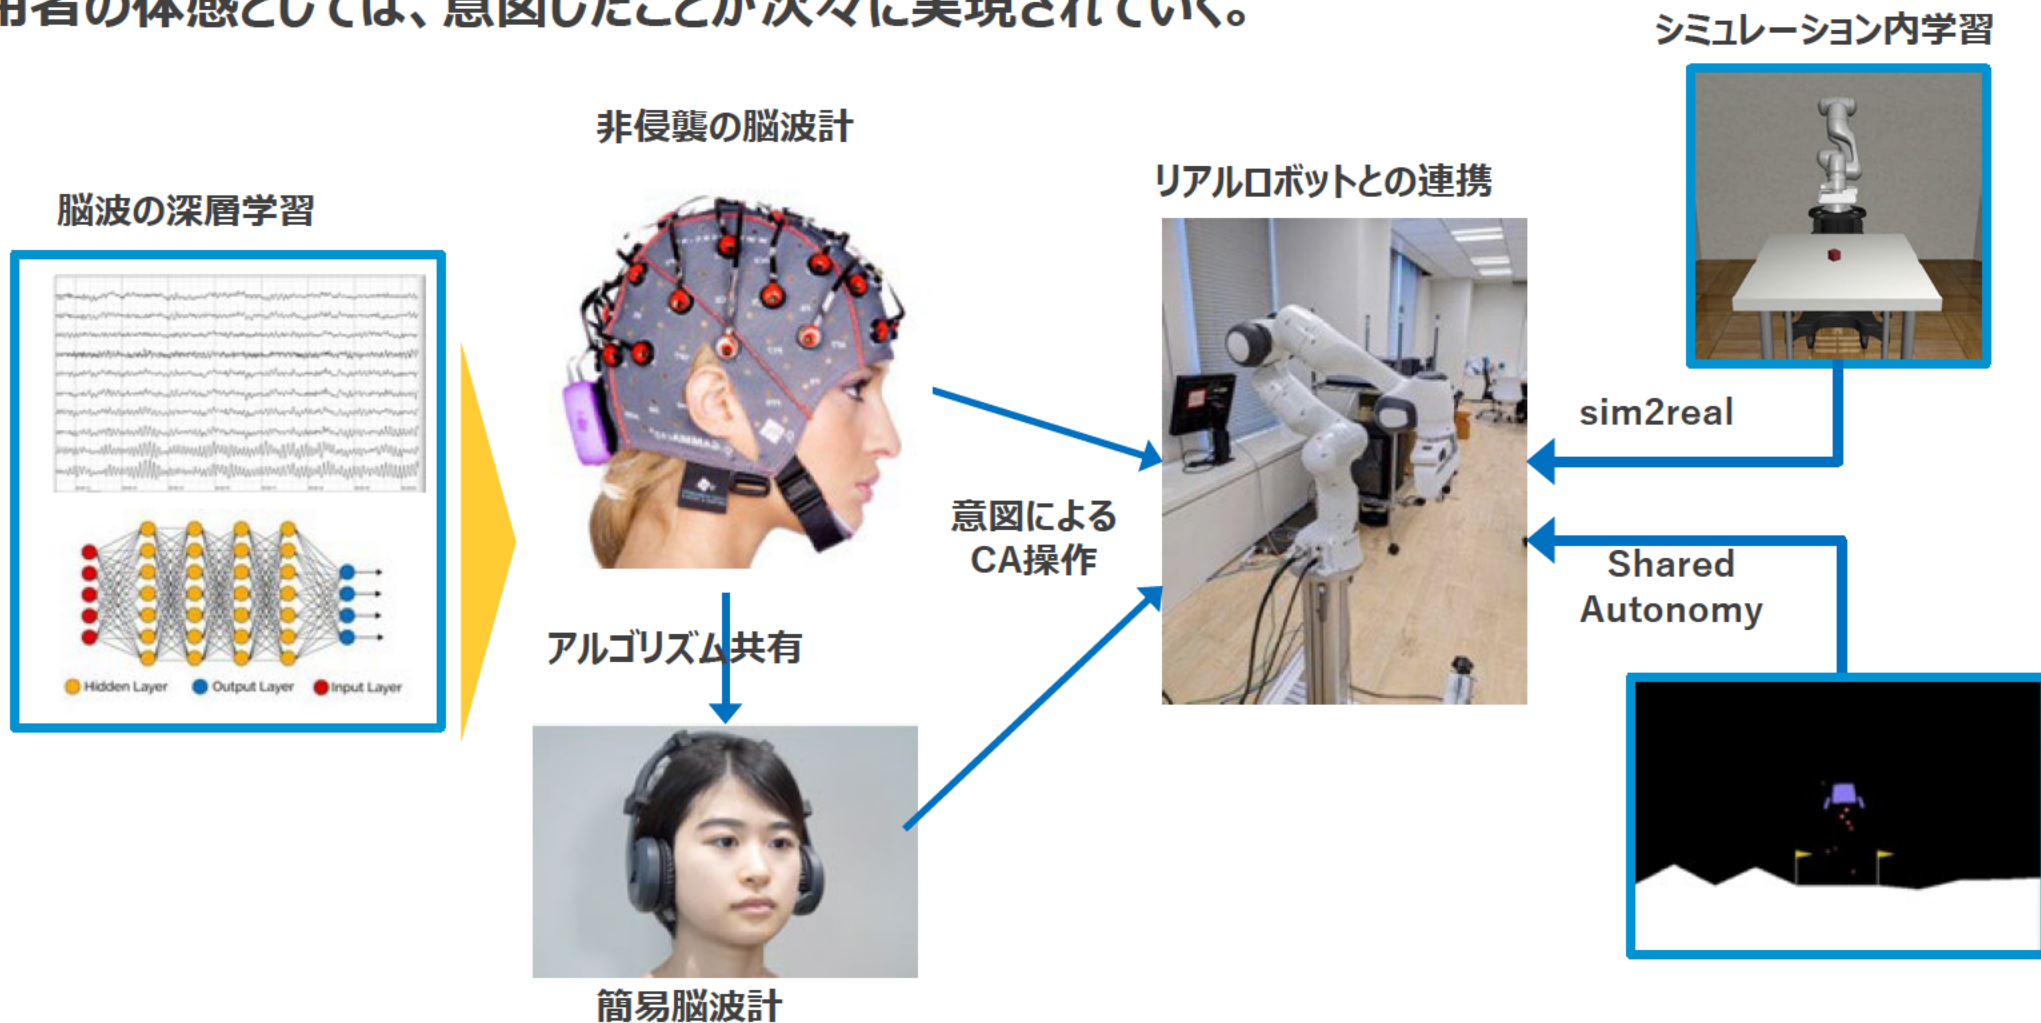 用者の体感としては、意図したことが次々に実現されていく。
シミュレーション内学習
非侵襲の脳波計
リアルロボットとの連携
脳波の深層学習
sim2real
意図による
CA操作
Shared
Autonomy
アルゴリズム共有
Hidden Layer
Output Layer
Input Layer
簡易脳波計